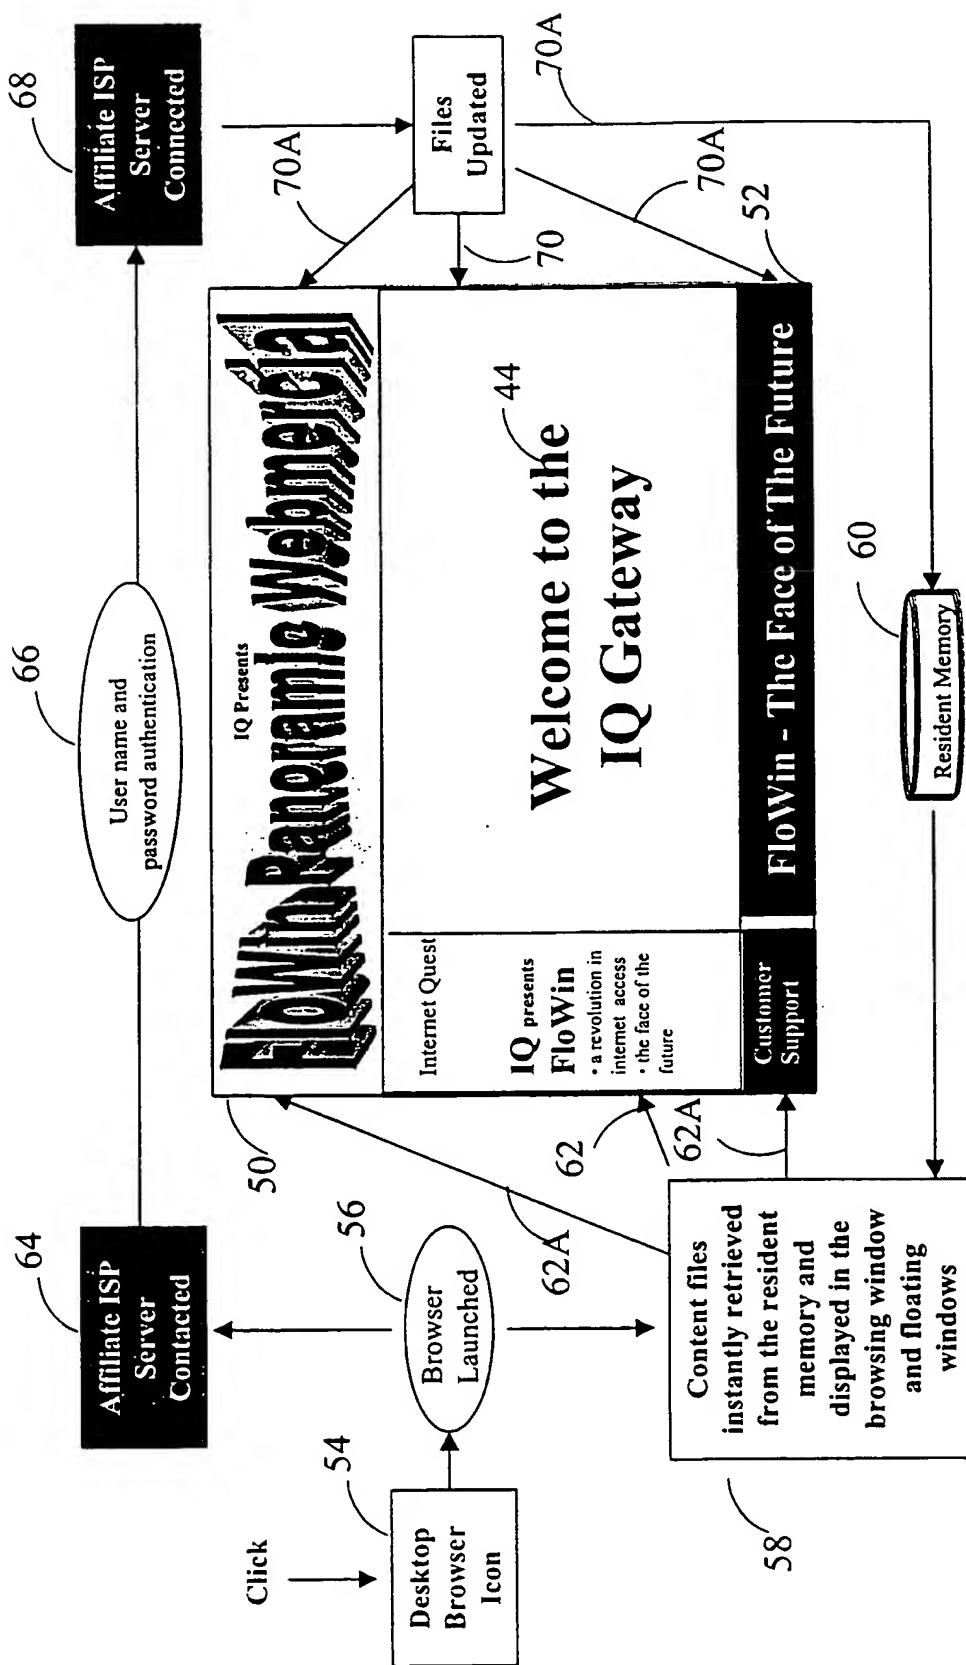 Click
Desktop
Browser
Icon
54
Browser
Launched
56
Affiliate ISP
Server
Contacted
64
User name and
password authentication
66
Affiliate ISP
Server
Connected
68
Files
Updated
70A
70
70A
70A
50
IQ Presents
FloWin Panoramic Webmercial
Internet Quest
IQ presents
FloWin
• a revolution in
internet access
• the face of the
future
Welcome to the
IQ Gateway
44
Customer
Support
FloWin - The Face of The Future
52
62
62A
62A
Content files
instantly retrieved
from the resident
memory and
displayed in the
browsing window
and floating
windows
58
Resident Memory
60